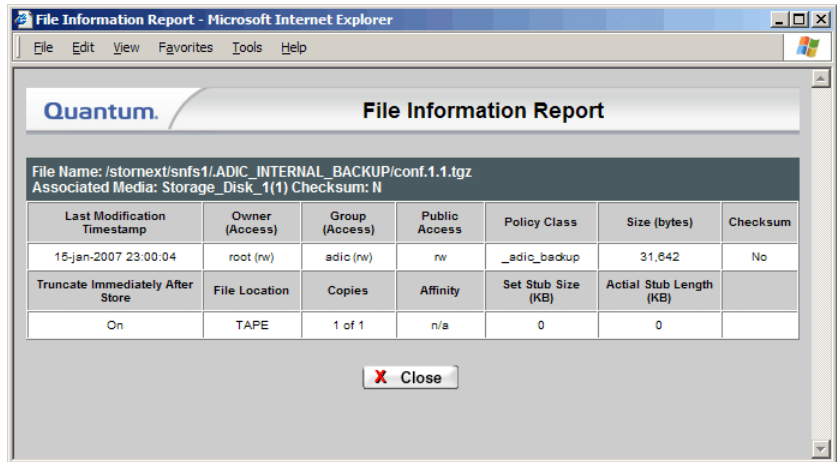 File Information Report - Microsoft Internet Explorer
File Edit View Favorites Tools Help
Quantum. File Information Report
File Name: /stornext/snfs1/.ADIC_INTERNAL_BACKUP/conf.1.1.tgz
Associated Media: Storage_Disk_1(1) Checksum: N
Last Modification Timestamp Owner (Access) Group (Access) Public Access Policy Class Size (bytes) Checksum
15-jan-2007 23:00:04 root (rw) adic (rw) rw _adic_backup 31,642 No
Truncate Immediately After Store File Location Copies Affinity Set Stub Size (KB) Actial Stub Length (KB)
On TAPE 1 of 1 n/a 0 0
X Close